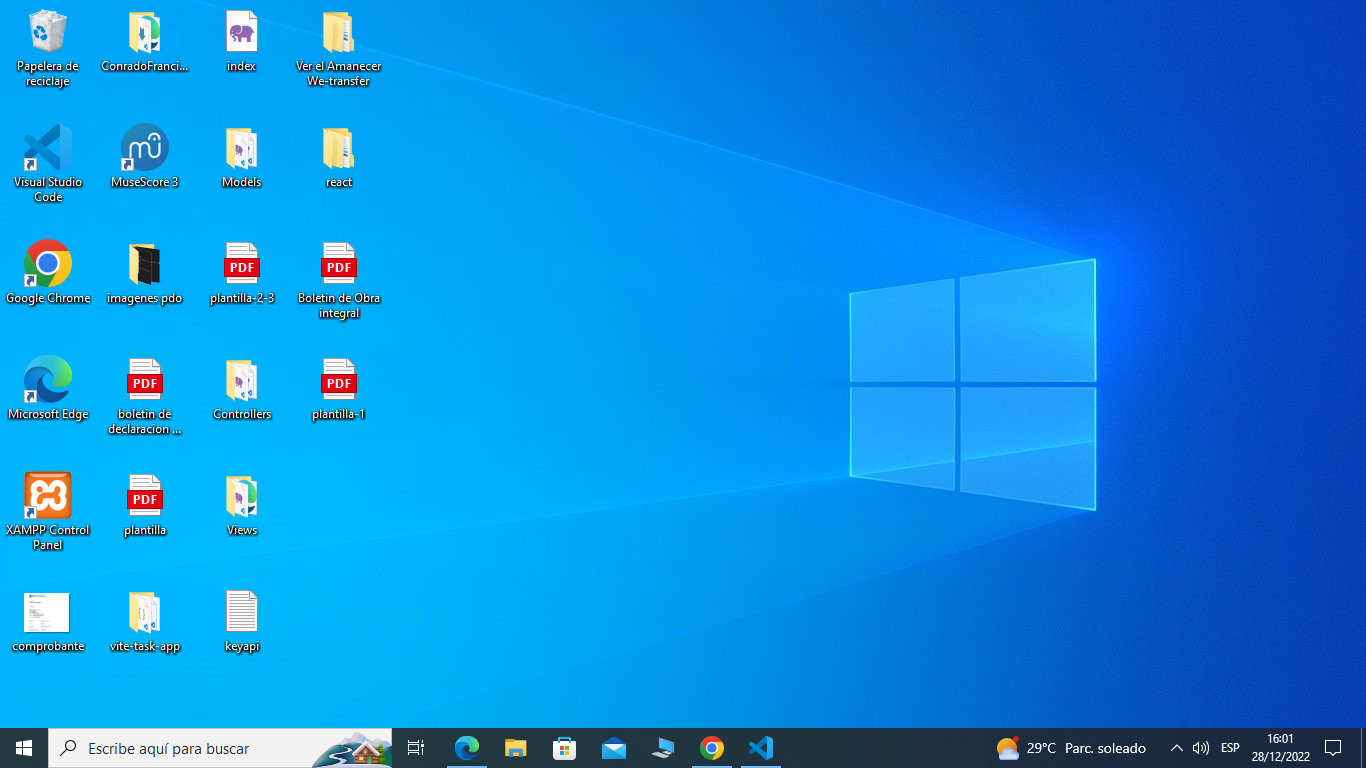 Papelera de
reciclaje
ConradoFranci...
index
Ver el Amanecer
We-transfer
Visual Studio
Code
MuseScore 3
Models
react
Google Chrome
imagenes pdo
PDF
plantilla-2-3
PDF
Boletin de Obra
integral
Microsoft Edge
PDF
boletin de
declaracion ...
Controllers
PDF
plantilla-1
XAMPP Control
Panel
PDF
plantilla
Views
comprobante
vite-task-app
keyapi
Escribe aquí para buscar
29°C Parc. soleado
ESP
16:01
28/12/2022